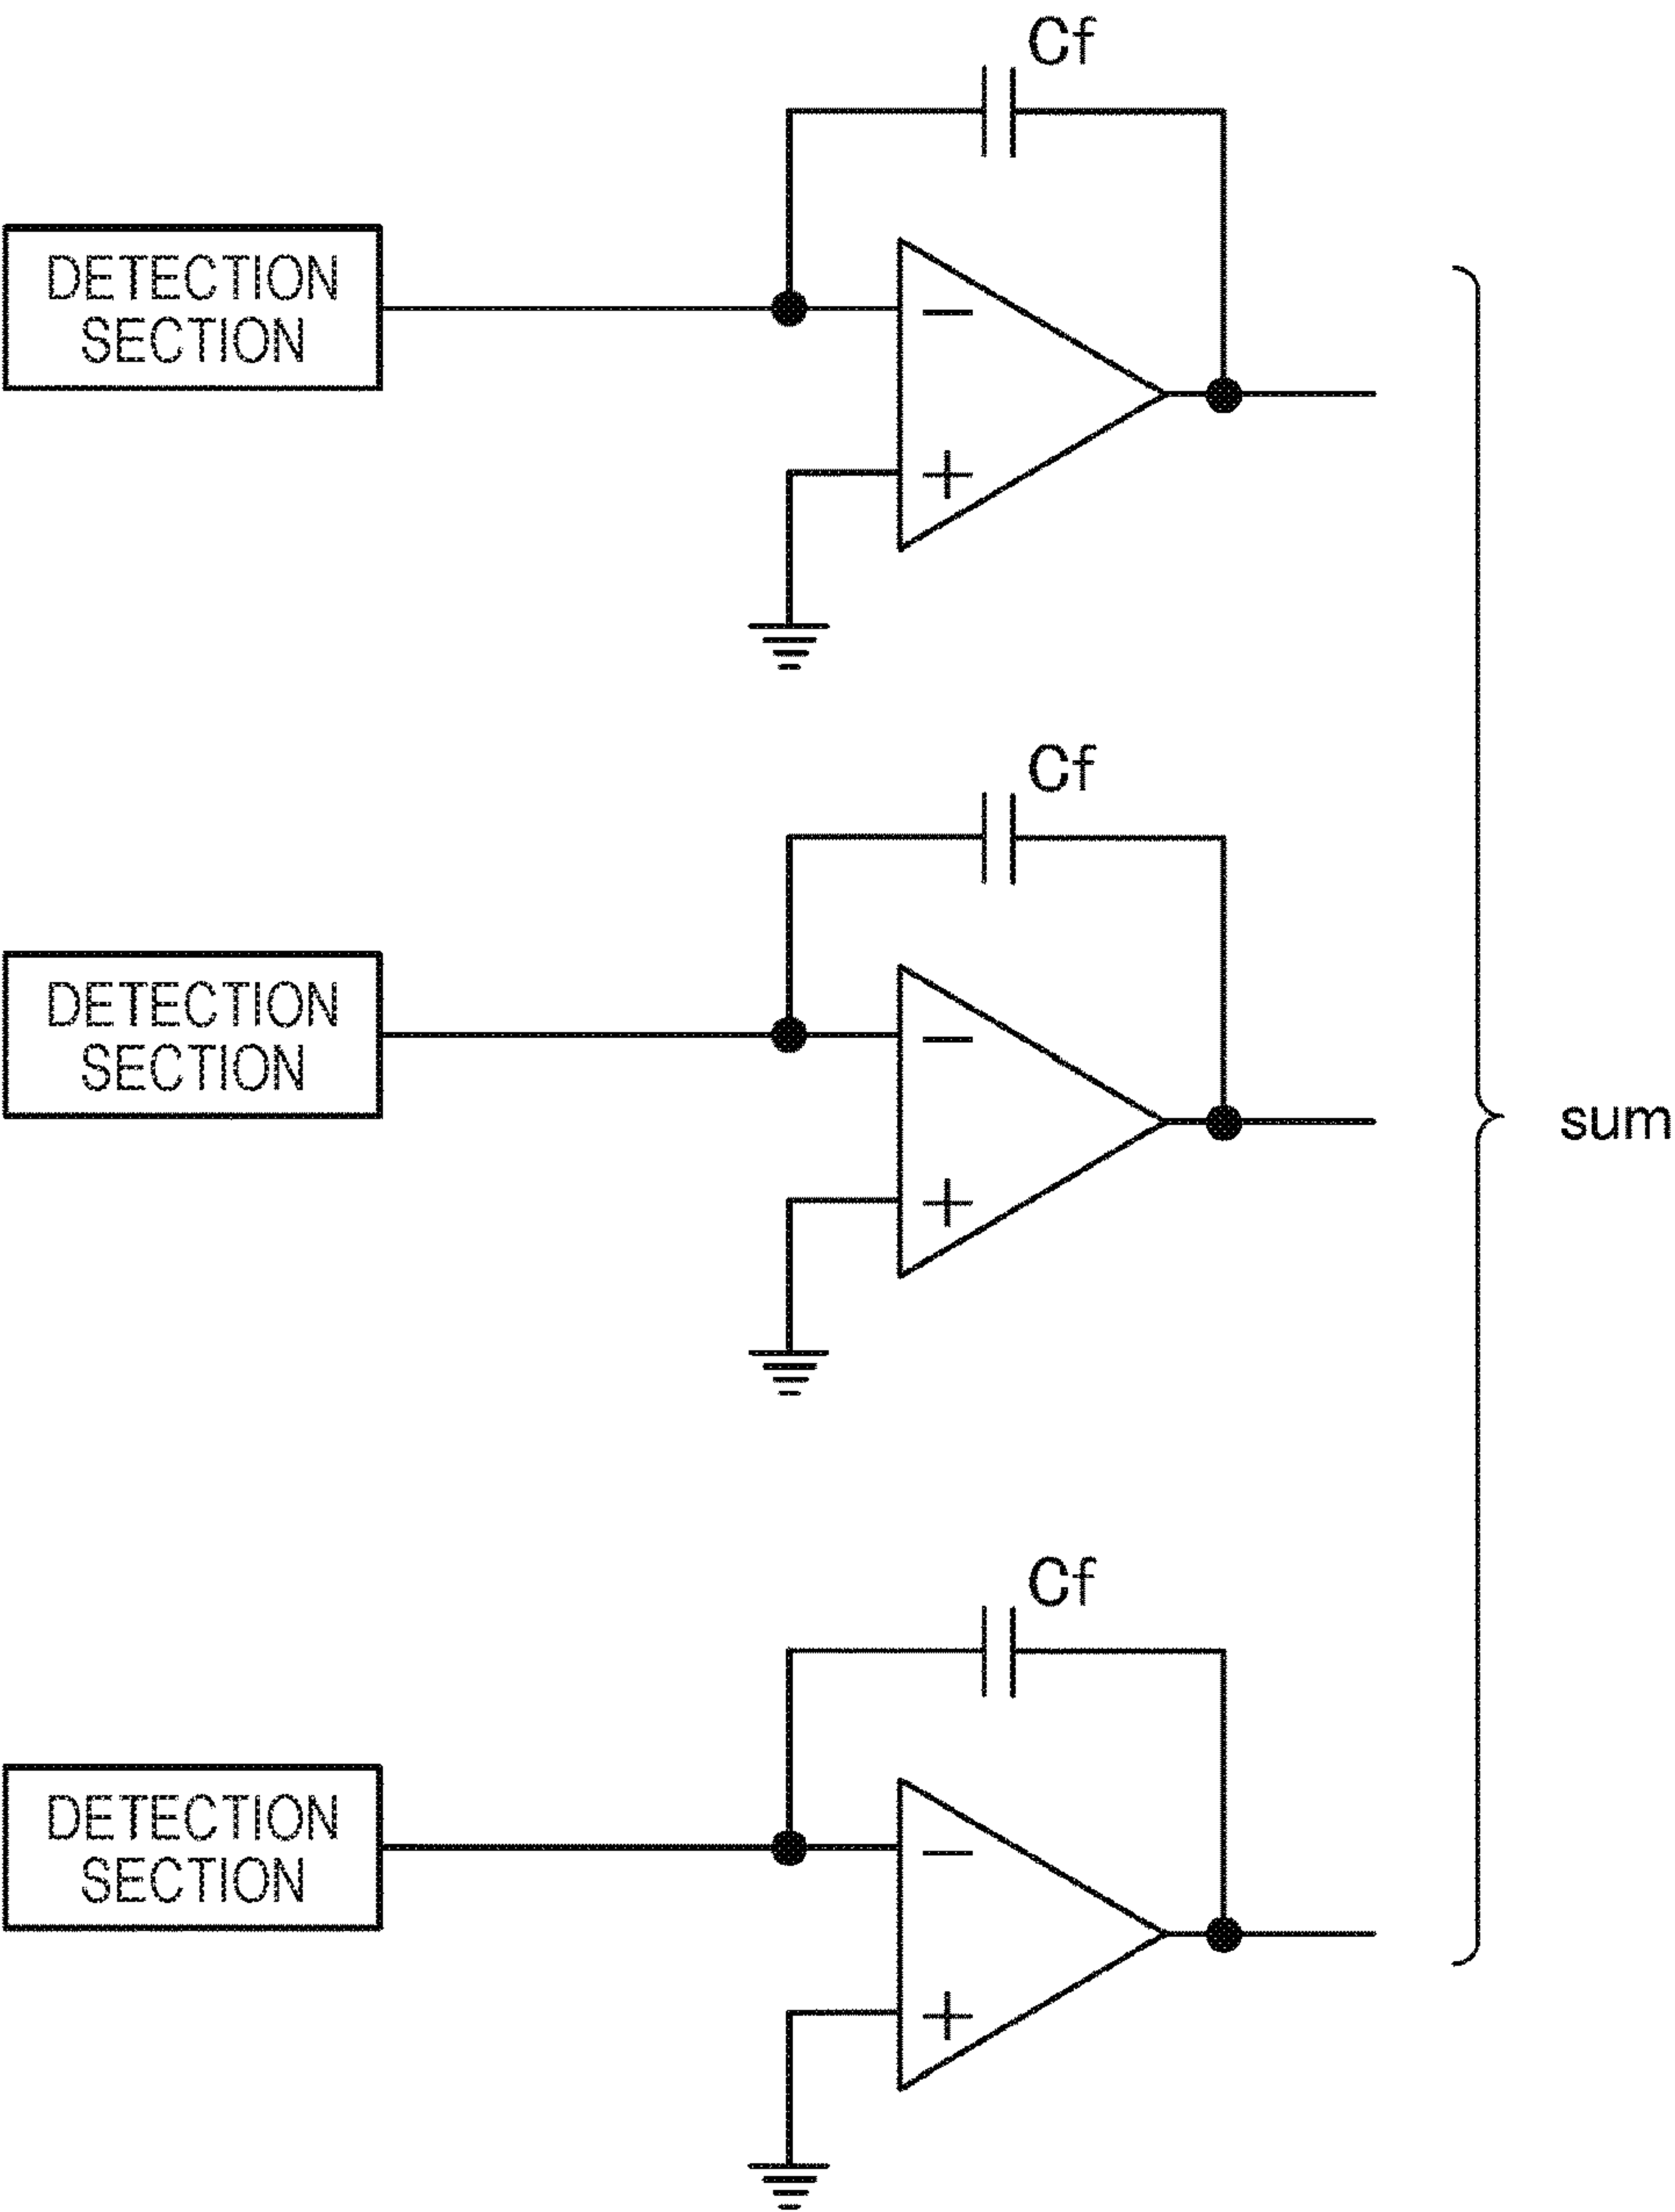 Cf
DETECTION
SECTION
−
+
Cf
DETECTION
SECTION
−
+
sum
Cf
DETECTION
SECTION
−
+